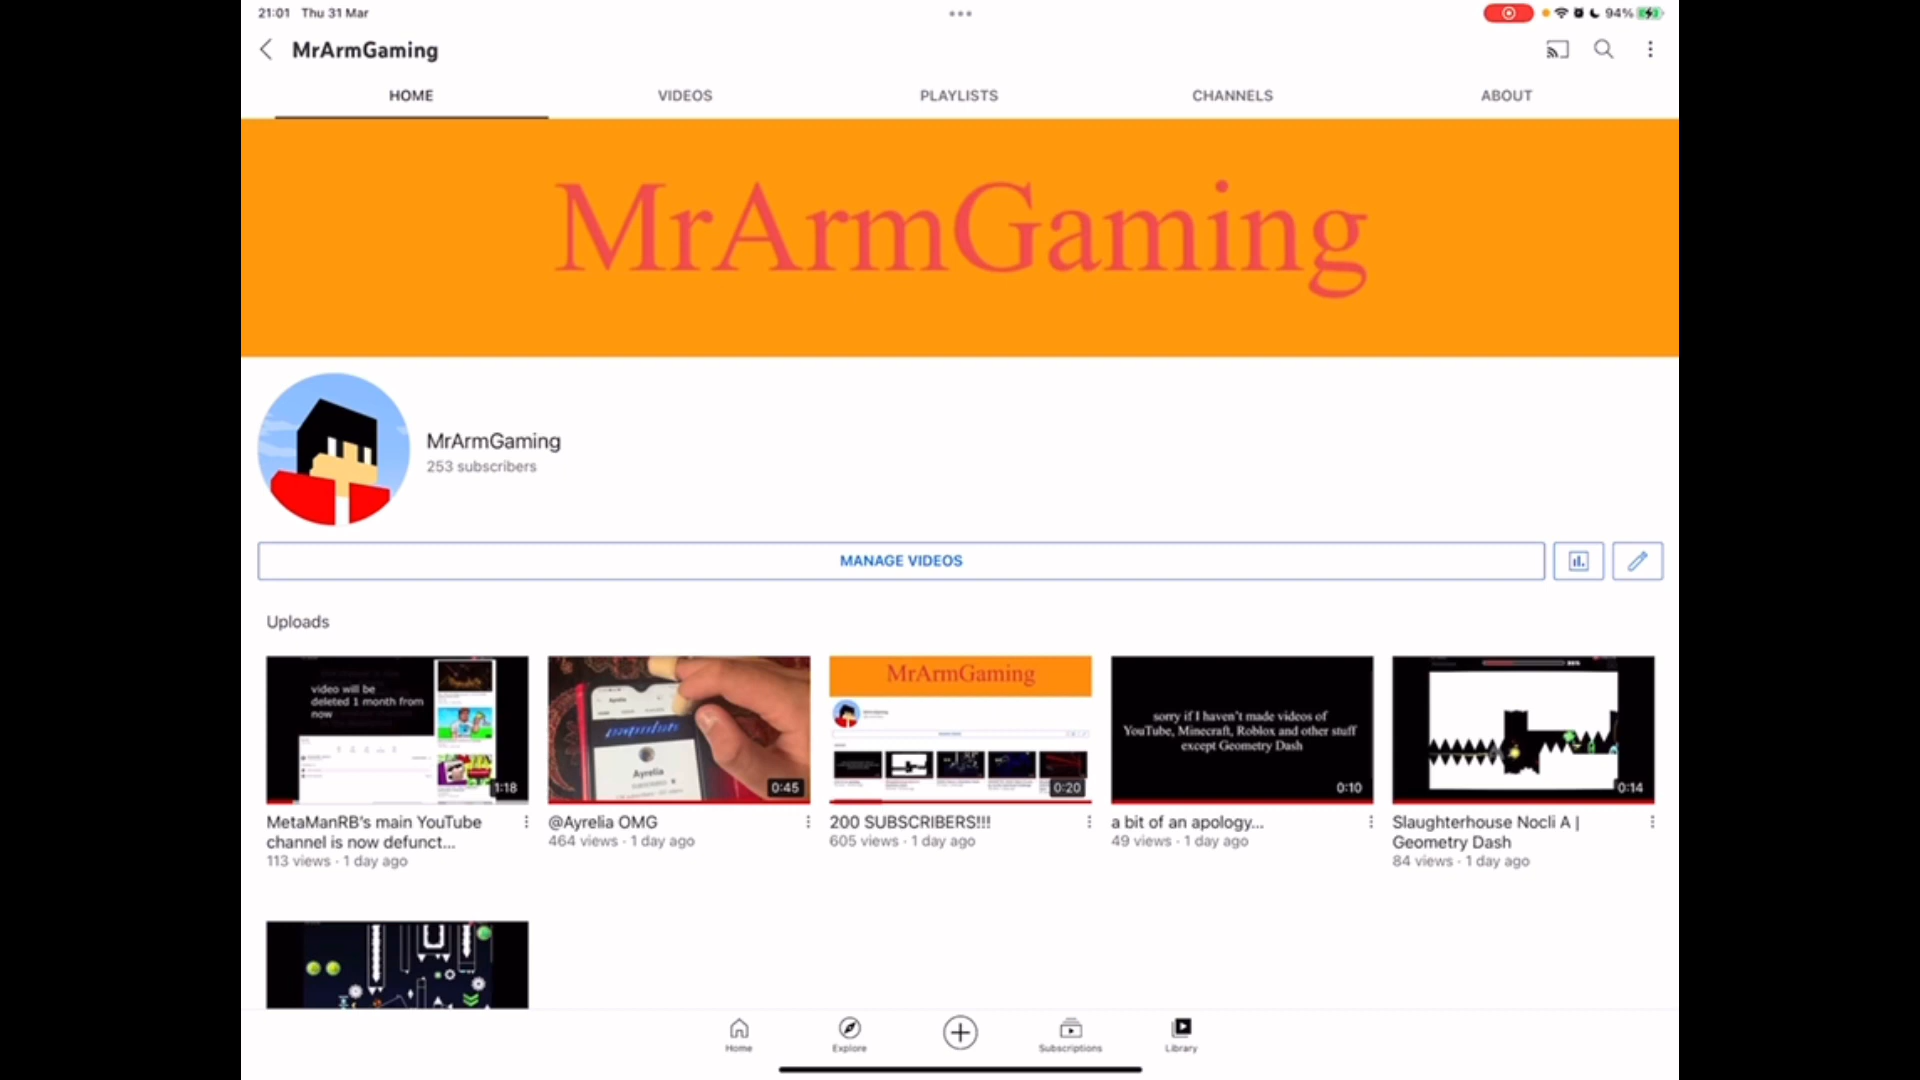 21:01 Thu 31 Mar
94%
MrArmGaming
HOME VIDEOS PLAYLISTS CHANNELS ABOUT
MrArmGaming
MrArmGaming
253 subscribers
MANAGE VIDEOS
Uploads
video will be
deleted 1 month from
now
1:18
Ayrelia
0:45
MrArmGaming
0:20
sorry if I haven't made videos of
YouTube, Minecraft, Roblox and other stuff
except Geometry Dash
0:10
0:14
MetaManRB's main YouTube
channel is now defunct...
113 views · 1 day ago
@Ayrelia OMG
464 views · 1 day ago
200 SUBSCRIBERS!!!
605 views · 1 day ago
a bit of an apology...
49 views · 1 day ago
Slaughterhouse Nocli A |
Geometry Dash
84 views · 1 day ago
Home Explore Subscriptions Library